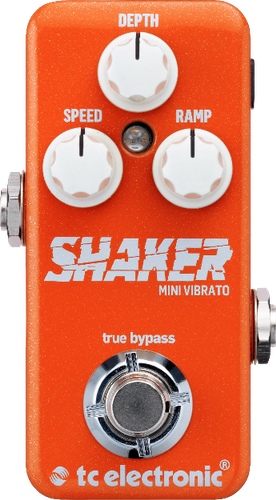 DEPTH
SPEED RAMP
SHAKER
MINI VIBRATO
true bypass
tc electronic®